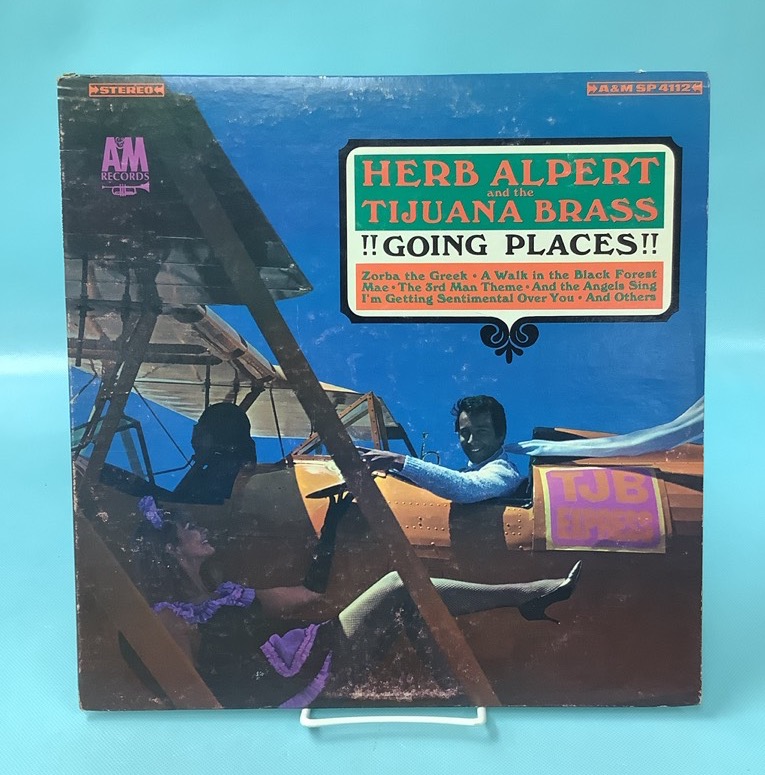 STEREO
A&M SP 4112
A&M
RECORDS
HERB ALPERT
and the
TIJUANA BRASS
!!GOING PLACES!!
Zorba the Greek • A Walk in the Black Forest
Mae • The 3rd Man Theme • And the Angels Sing
I'm Getting Sentimental Over You • And Others
TJB
EXPRESS